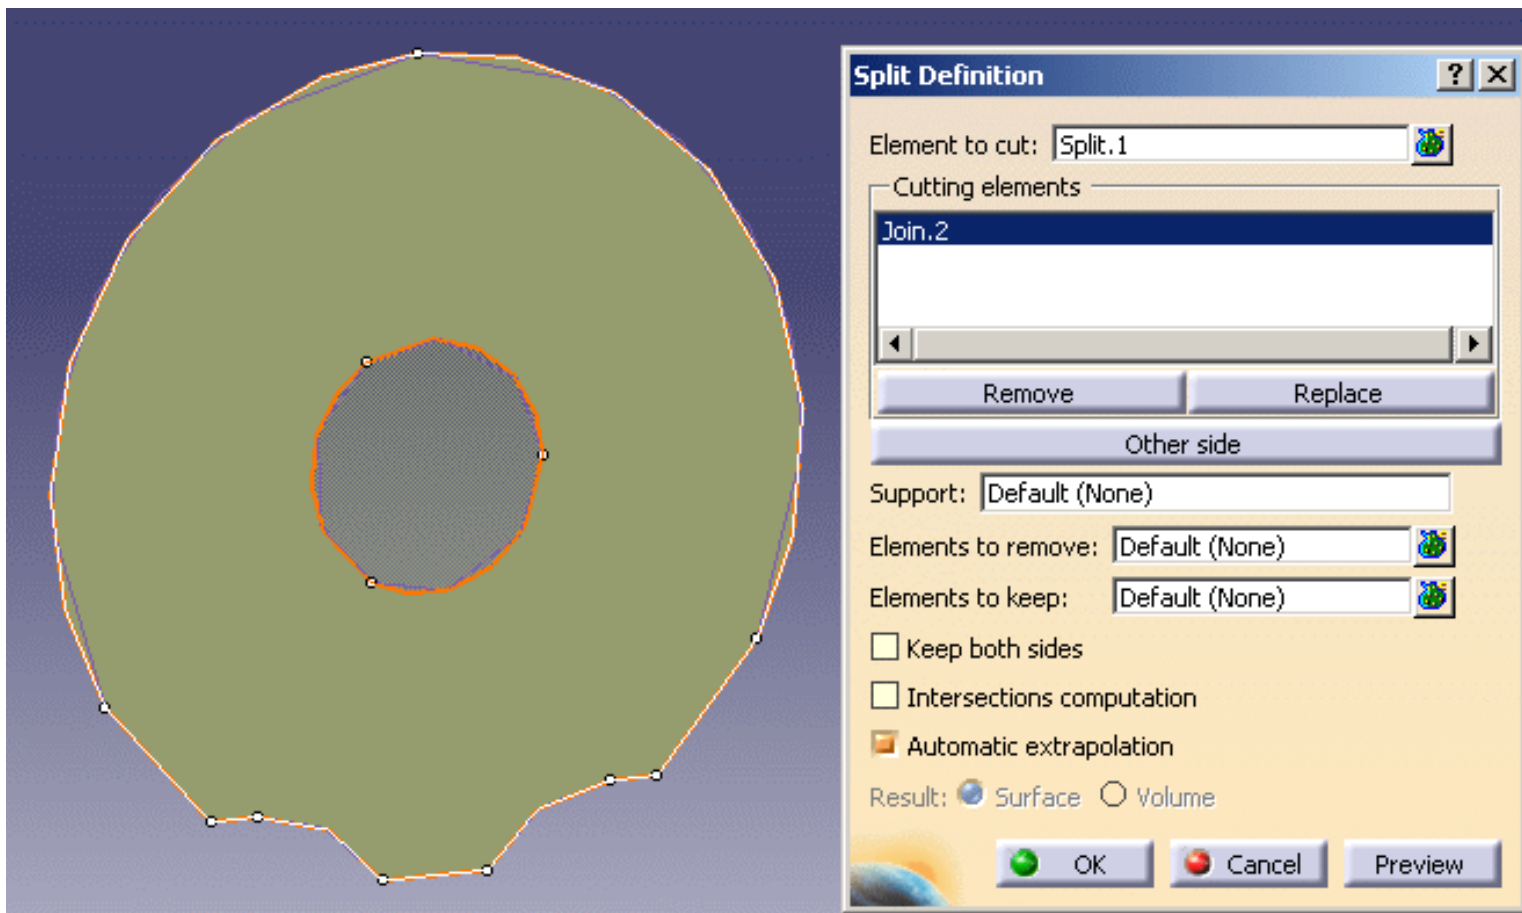 Split Definition
?
Element to cut: Split.1
Cutting elements
Join.2
Remove Replace
Other side
Support: Default (None)
Elements to remove: Default (None)
Elements to keep: Default (None)
Keep both sides
Intersections computation
Automatic extrapolation
Result: Surface Volume
OK Cancel Preview